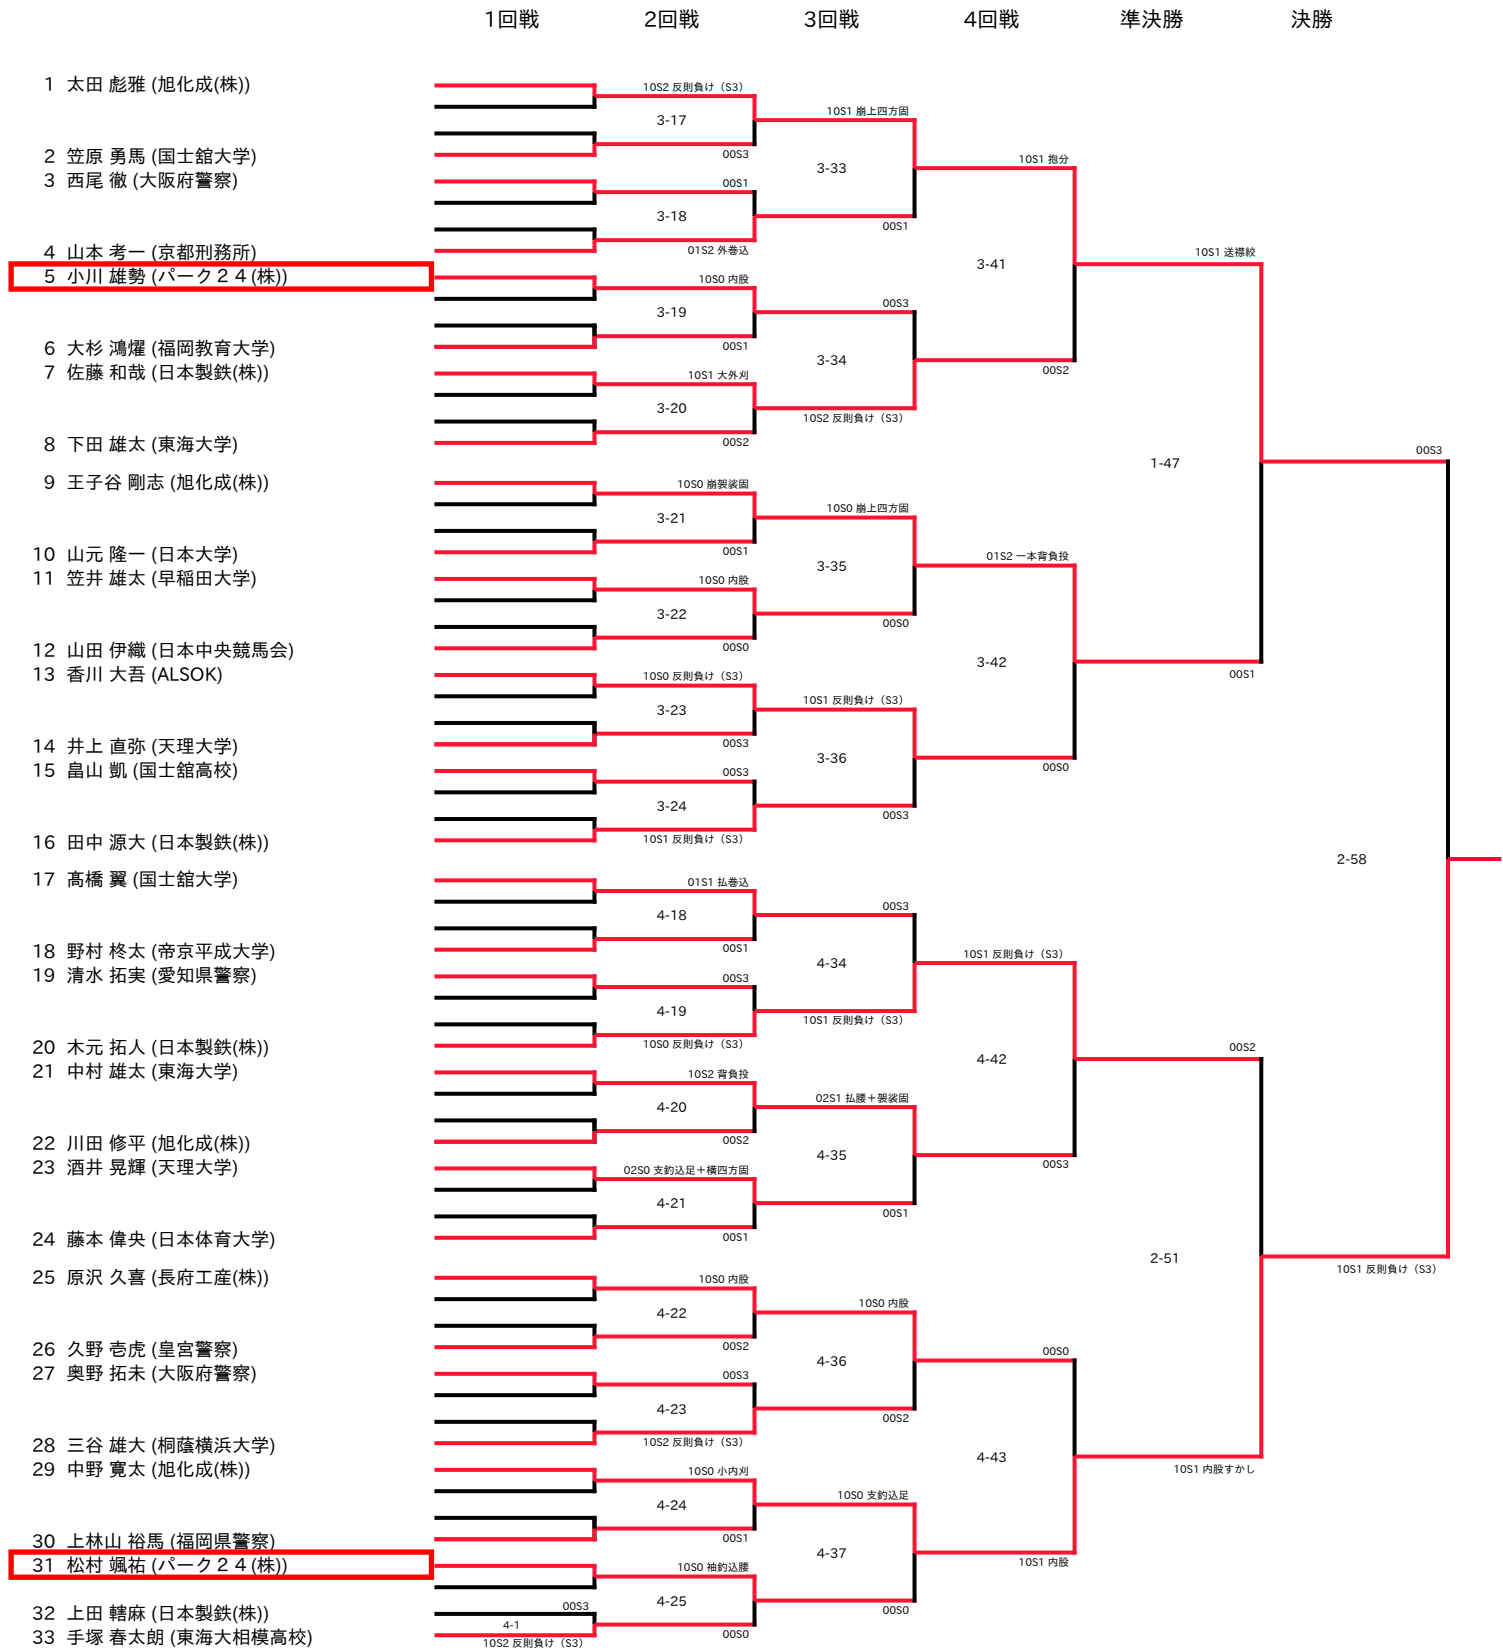 1回戦 2回戦 3回戦 4回戦 準決勝 決勝
1 太田 彪雅 (旭化成(株))
10S2 反則負け（S3）
10S1 崩上四方固
3-17
2 笠原 勇馬 (国士舘大学)
00S3
10S1 抱分
3-33
3 西尾 徹 (大阪府警察)
00S1
3-18
00S1
4 山本 考一 (京都刑務所)
01S2 外巻込
10S1 送襟絞
3-41
5 小川 雄勢 (パーク２４(株))
10S0 内股
00S3
3-19
6 大杉 鴻燿 (福岡教育大学)
00S1
3-34
7 佐藤 和哉 (日本製鉄(株))
10S1 大外刈
00S2
3-20
10S2 反則負け（S3）
8 下田 雄太 (東海大学)
00S2
00S3
1-47
9 王子谷 剛志 (旭化成(株))
10S0 崩袈裟固
10S0 崩上四方固
3-21
10 山元 隆一 (日本大学)
00S1
01S2 一本背負投
3-35
11 笠井 雄太 (早稲田大学)
10S0 内股
3-22
00S0
12 山田 伊織 (日本中央競馬会)
00S0
3-42
13 香川 大吾 (ALSOK)
10S0 反則負け（S3）
00S1
10S1 反則負け（S3）
3-23
14 井上 直弥 (天理大学)
00S3
3-36
15 畠山 凱 (国士舘高校)
00S3
00S0
3-24
00S3
16 田中 源大 (日本製鉄(株))
10S1 反則負け（S3）
2-58
17 髙橋 翼 (国士舘大学)
01S1 払巻込
00S3
4-18
18 野村 柊太 (帝京平成大学)
00S1
10S1 反則負け（S3）
4-34
19 清水 拓実 (愛知県警察)
00S3
4-19
10S1 反則負け（S3）
20 木元 拓人 (日本製鉄(株))
10S0 反則負け（S3）
00S2
4-42
21 中村 雄太 (東海大学)
10S2 背負投
02S1 払腰＋袈裟固
4-20
22 川田 修平 (旭化成(株))
00S2
4-35
23 酒井 晃輝 (天理大学)
02S0 支釣込足＋横四方固
00S3
4-21
00S1
24 藤本 偉央 (日本体育大学)
00S1
2-51
10S1 反則負け（S3）
25 原沢 久喜 (長府工産(株))
10S0 内股
10S0 内股
4-22
26 久野 壱虎 (皇宮警察)
00S2
00S0
4-36
27 奥野 拓未 (大阪府警察)
00S3
4-23
00S2
28 三谷 雄大 (桐蔭横浜大学)
10S2 反則負け（S3）
4-43
29 中野 寛太 (旭化成(株))
10S0 小内刈
10S1 内股すかし
10S0 支釣込足
4-24
30 上林山 裕馬 (福岡県警察)
00S1
4-37
31 松村 颯祐 (パーク２４(株))
10S0 袖釣込腰
10S1 内股
4-25
00S0
32 上田 轄麻 (日本製鉄(株))
00S3
4-1
00S0
33 手塚 春太朗 (東海大相模高校)
10S2 反則負け（S3）